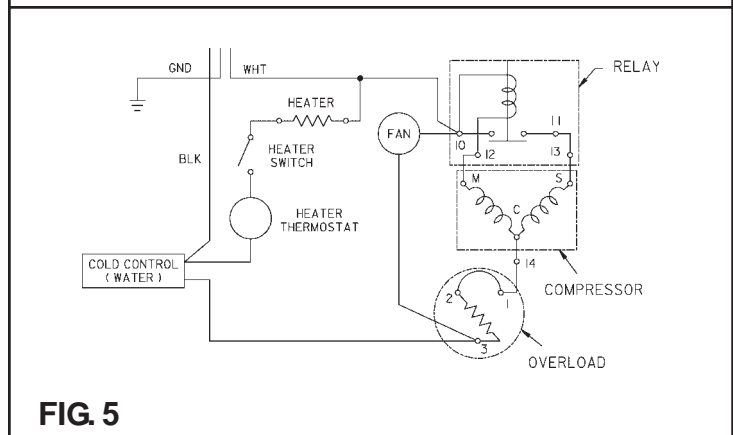 GND
WHT
RELAY
HEATER
FAN
10
11
12
13
BLK
HEATER
SWITCH
M
S
C
HEATER
THERMOSTAT
COLD CONTROL
( WATER )
14
COMPRESSOR
2
1
3
OVERLOAD
FIG. 5